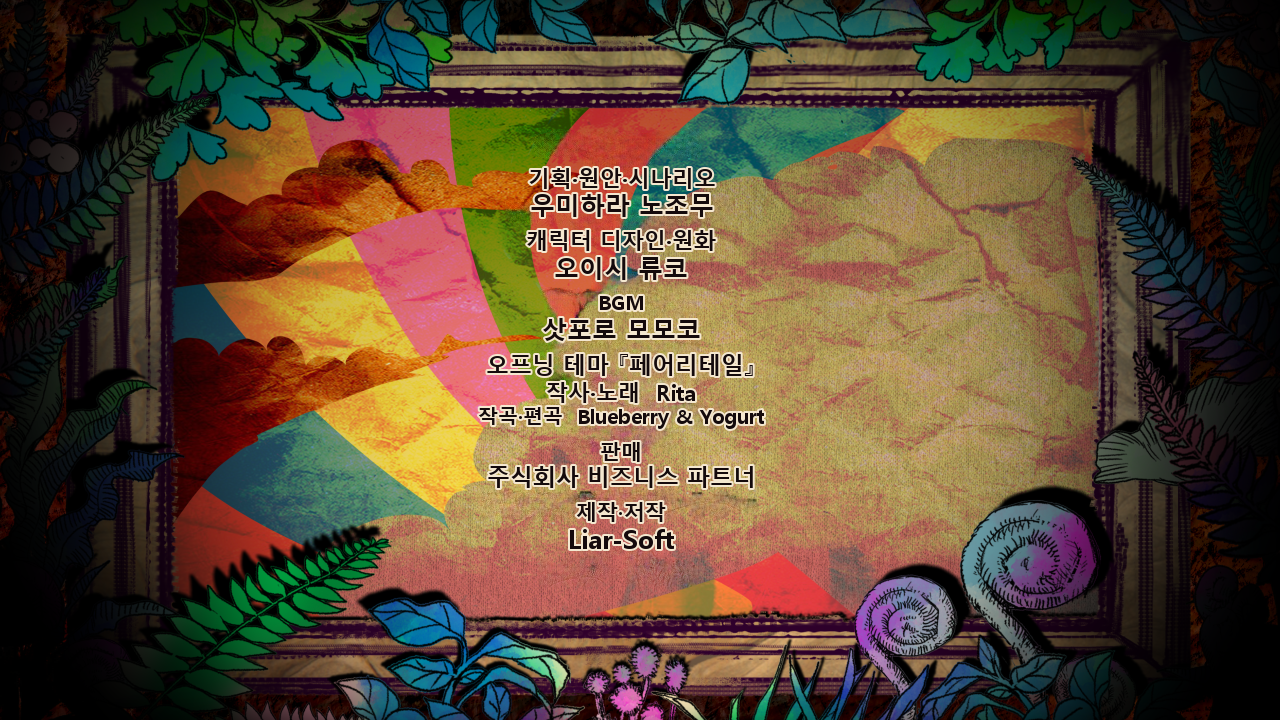 기획·원안·시나리오
우미하라 노조무
캐릭터 디자인·원화
오이시 류코
BGM
삿포로 모모코
오프닝 테마『페어리테일』
작사·노래 Rita
작곡·편곡 Blueberry & Yogurt
판매
주식회사 비즈니스 파트너
제작·저작
Liar-Soft